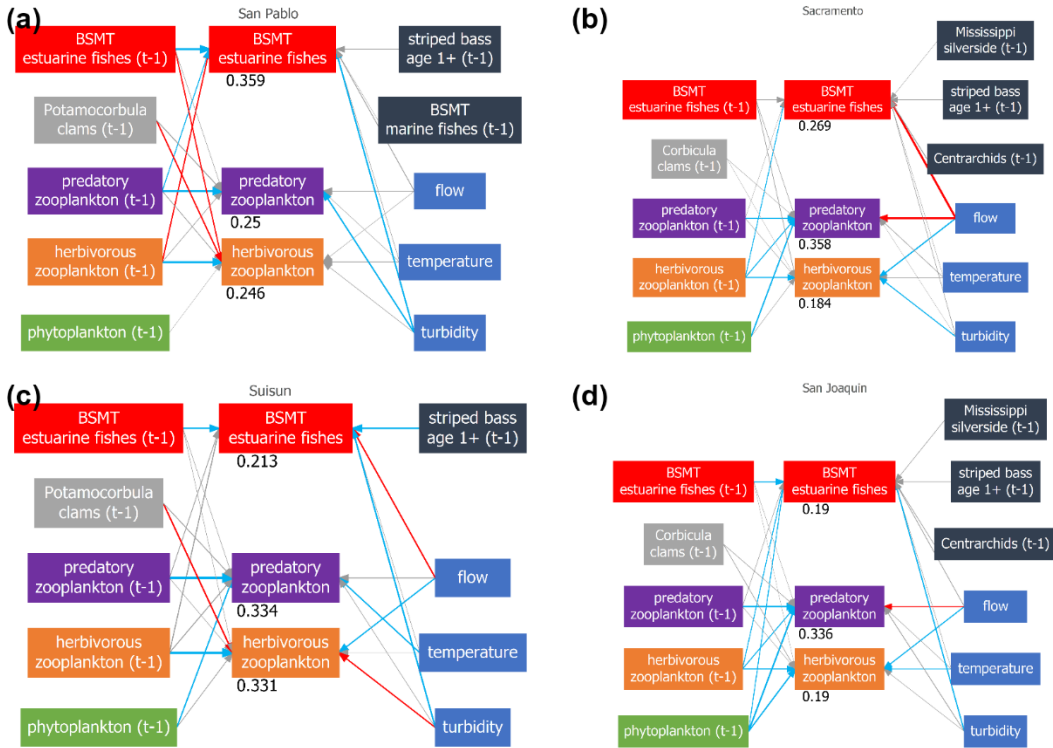 (a)
San Pablo
BSMT
estuarine fishes (t-1)
BSMT
estuarine fishes
0.359
striped bass
age 1+ (t-1)
Potamocorbula
clams (t-1)
BSMT
marine fishes (t-1)
predatory
zooplankton (t-1)
predatory
zooplankton
0.25
flow
herbivorous
zooplankton (t-1)
herbivorous
zooplankton
0.246
temperature
phytoplankton (t-1)
turbidity
(b)
Sacramento
Mississippi
silverside (t-1)
BSMT
estuarine fishes (t-1)
BSMT
estuarine fishes
0.269
striped bass
age 1+ (t-1)
Corbicula
clams (t-1)
Centrarchids (t-1)
predatory
zooplankton (t-1)
predatory
zooplankton
0.358
flow
herbivorous
zooplankton (t-1)
herbivorous
zooplankton
0.184
temperature
phytoplankton (t-1)
turbidity
(c)
Suisun
BSMT
estuarine fishes (t-1)
BSMT
estuarine fishes
0.213
striped bass
age 1+ (t-1)
Potamocorbula
clams (t-1)
predatory
zooplankton (t-1)
predatory
zooplankton
0.334
flow
herbivorous
zooplankton (t-1)
herbivorous
zooplankton
0.331
temperature
phytoplankton (t-1)
turbidity
(d)
San Joaquin
Mississippi
silverside (t-1)
BSMT
estuarine fishes (t-1)
BSMT
estuarine fishes
0.19
striped bass
age 1+ (t-1)
Corbicula
clams (t-1)
Centrarchids (t-1)
predatory
zooplankton (t-1)
predatory
zooplankton
0.336
flow
herbivorous
zooplankton (t-1)
herbivorous
zooplankton
0.19
temperature
phytoplankton (t-1)
turbidity